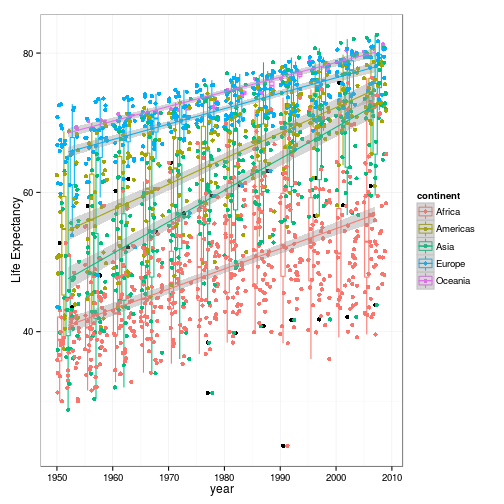 80
60
40
Life Expectancy
1950
1960
1970
1980
1990
2000
2010
year
continent
Africa
Americas
Asia
Europe
Oceania